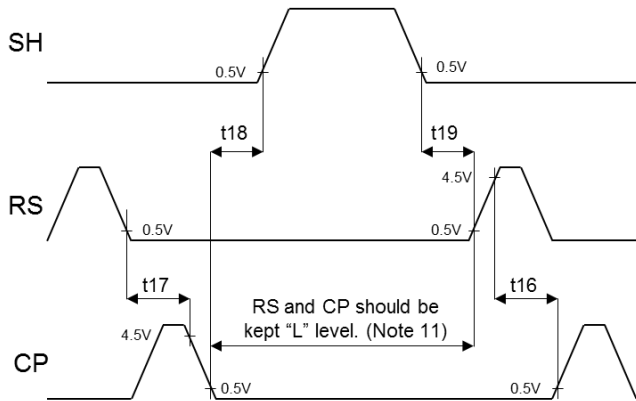 SH
0.5V
0.5V
t18
t19
4.5V
RS
0.5V
0.5V
t17
t16
RS and CP should be
kept “L” level. (Note 11)
4.5V
CP
0.5V
0.5V